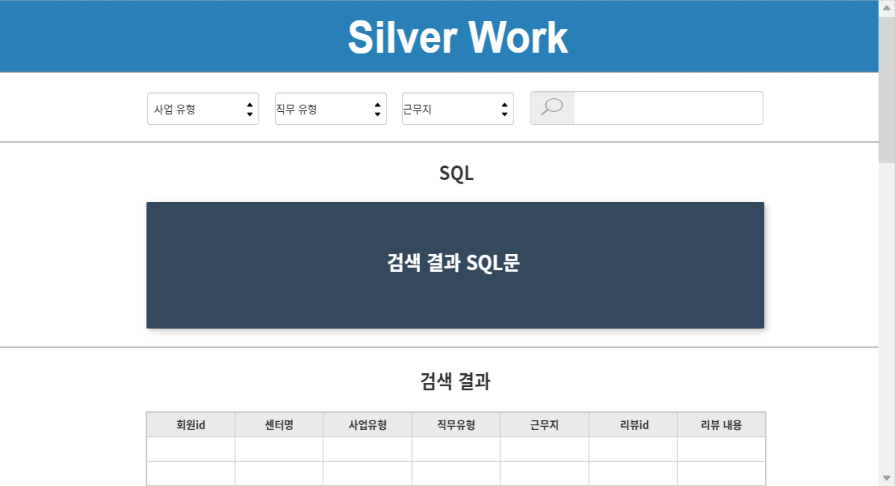 Silver Work
사업 유형 직무 유형 근무지
SQL
검색 결과 SQL문
검색 결과
회원id 센터명 사업유형 직무유형 근무지 리뷰id 리뷰 내용